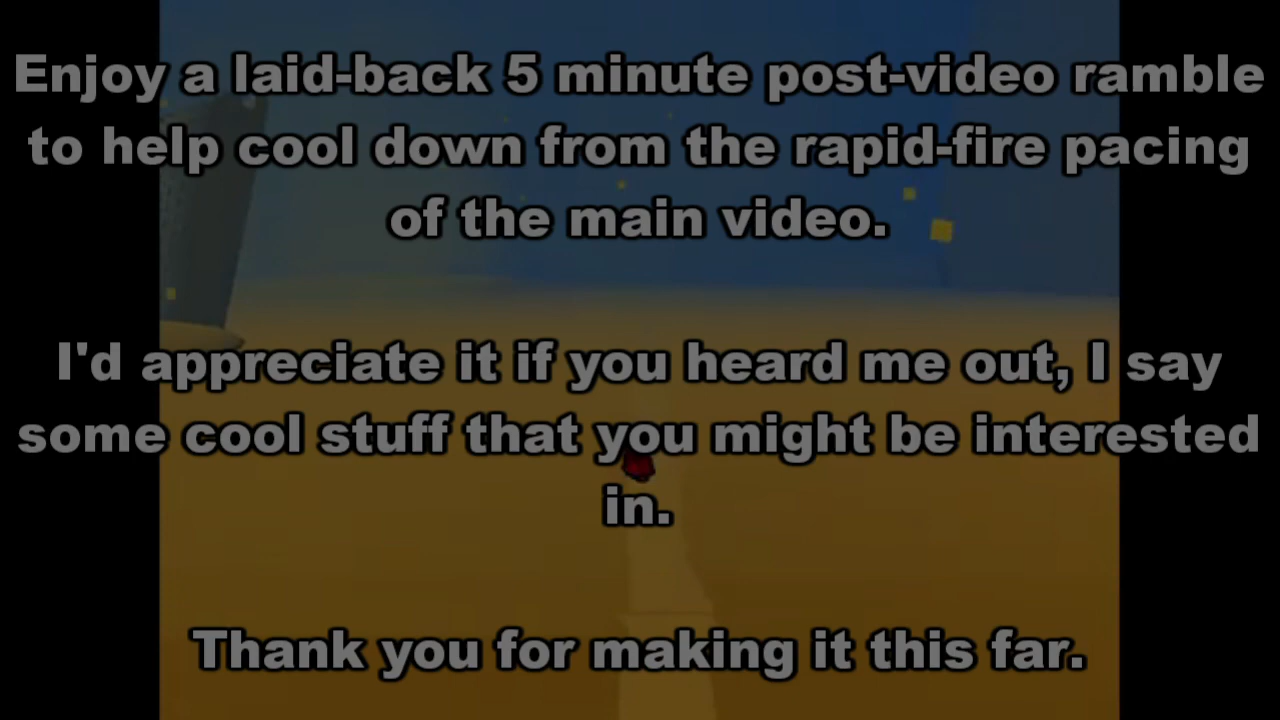 Enjoy a laid-back 5 minute post-video ramble
to help cool down from the rapid-fire pacing
of the main video.
I'd appreciate it if you heard me out, I say
some cool stuff that you might be interested
in.
Thank you for making it this far.